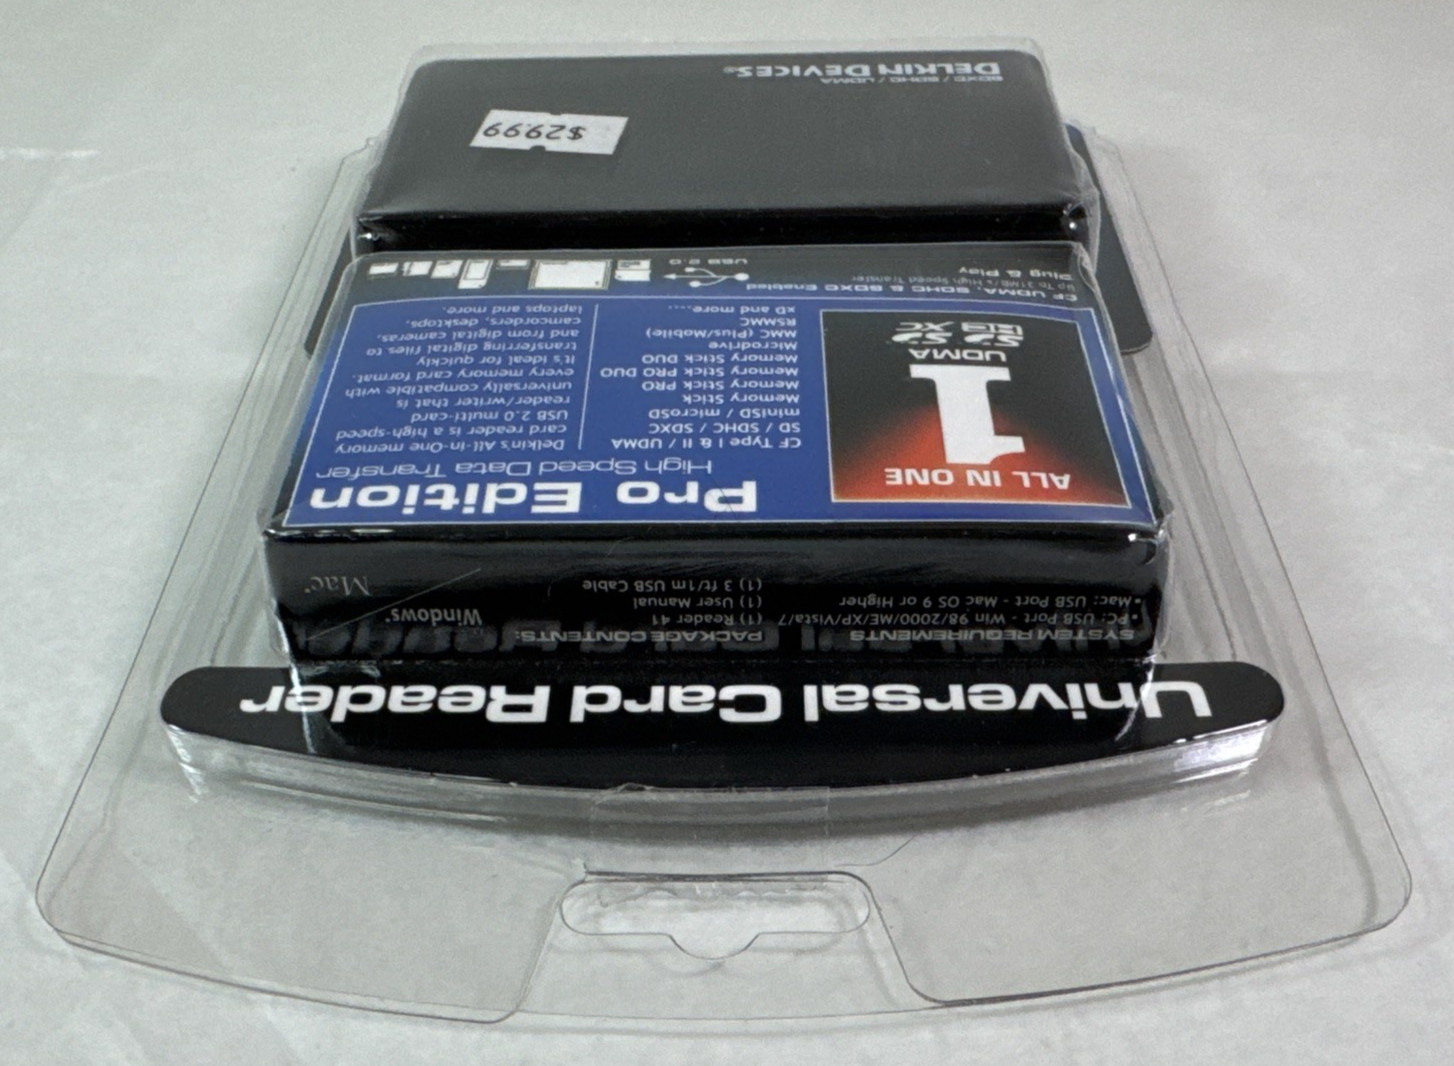 Universal Card Reader
SYSTEM REQUIREMENTS
•PC: USB Port - Win 98/2000/ME/XP/Vista/7
•Mac: USB Port - Mac OS 9 or Higher
PACKAGE CONTENTS:
(1) Reader 41
(1) User Manual
(1) 3 ft/1m USB Cable
Windows®
Mac®
ALL IN ONE
1
UDMA
SD HC
SD XC
Pro Edition
High Speed Data Transfer
CF Type I & II / UDMA
SD / SDHC / SDXC
miniSD / microSD
Memory Stick
Memory Stick PRO
Memory Stick PRO DUO
Memory Stick DUO
Microdrive
MMC (Plus/Mobile)
RSMMC
xD and more....
Delkin's All-in-One memory
card reader is a high-speed
USB 2.0 multi-card
reader/writer that is
universally compatible with
every memory card format.
It's ideal for quickly
transferring digital files to
and from digital cameras,
camcorders, desktops,
laptops and more.
CF UDMA, SDHC & SDXC Enabled
Up To 31MB/s High Speed Transfer
Plug & Play
USB 2.0
$29.99
SDXC / SDHC / UDMA
DELKIN DEVICES®